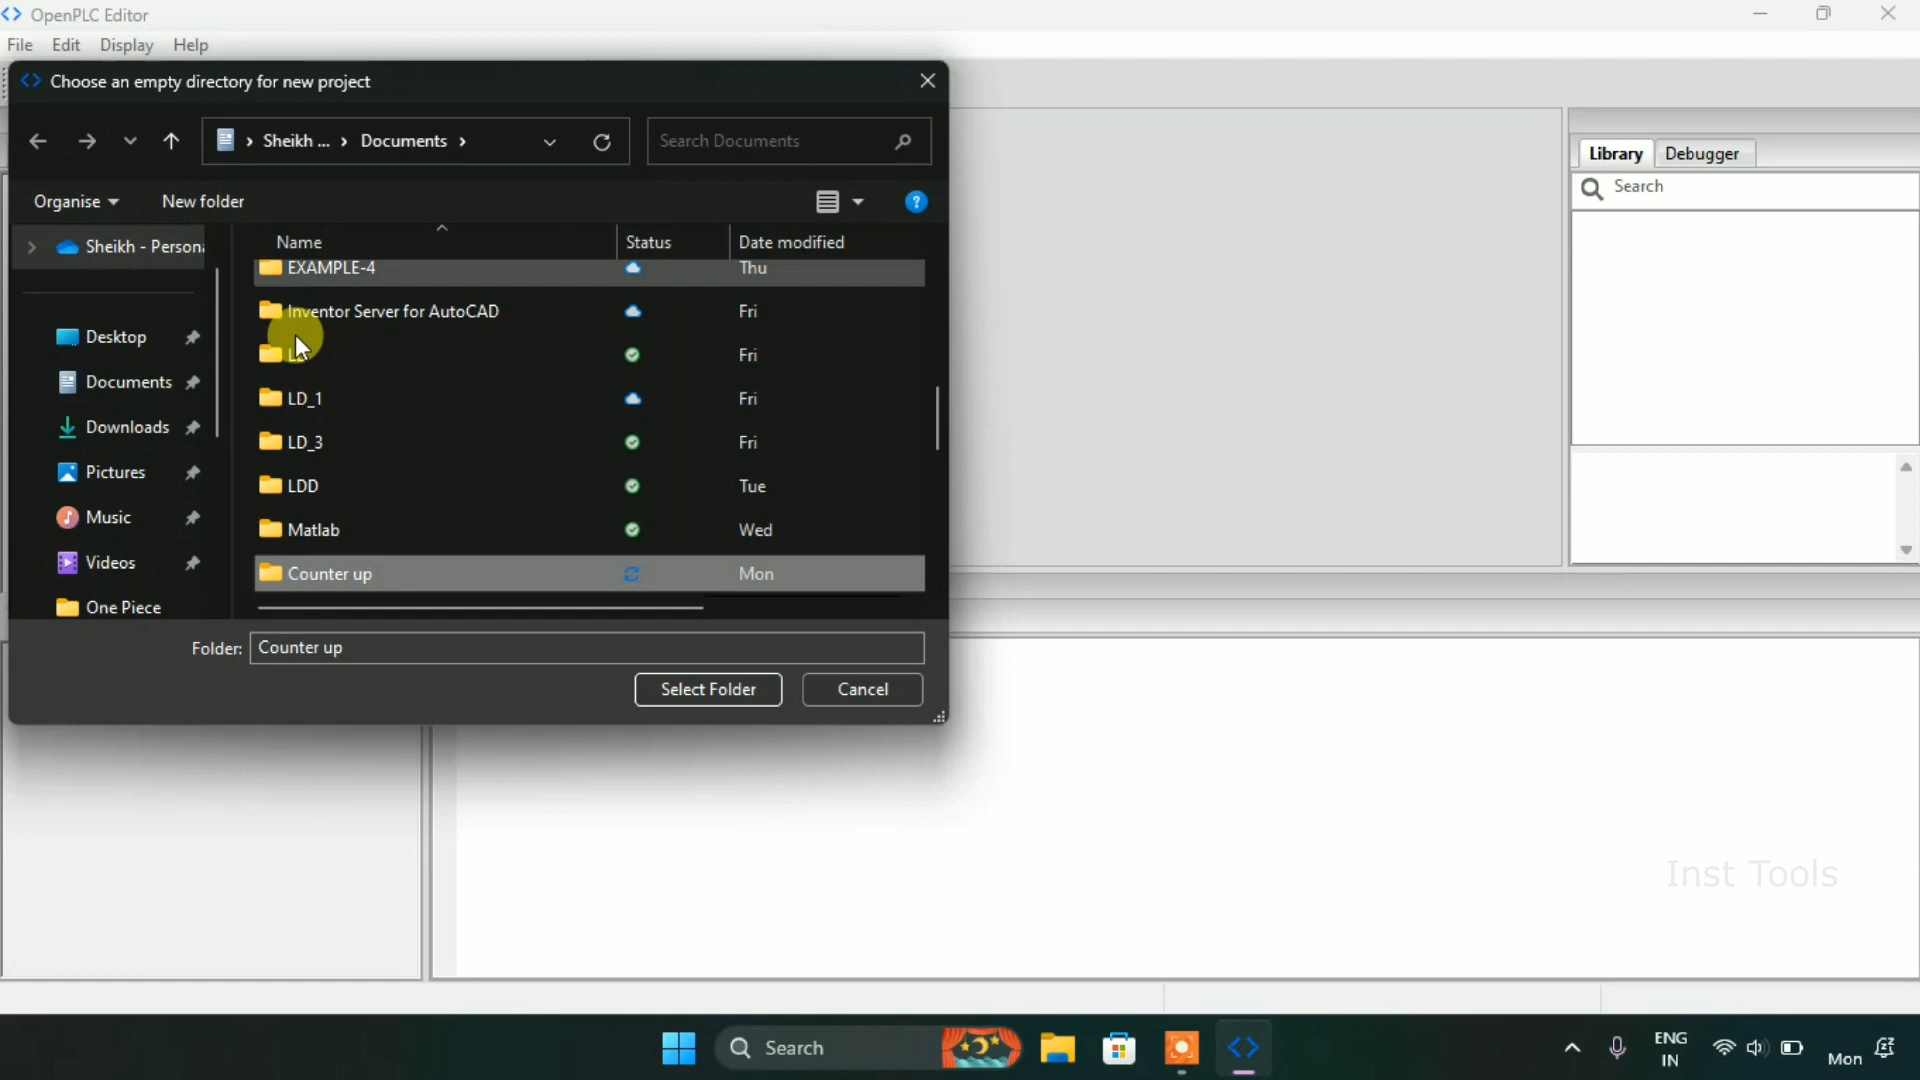 OpenPLC Editor
File Edit Display Help
Choose an empty directory for new project
Sheikh ... Documents
Search Documents
Organise New folder
Name Status Date modified
Sheikh - Persona
Desktop
Documents
Downloads
Pictures
Music
Videos
One Piece
EXAMPLE-4 Thu
Inventor Server for AutoCAD Fri
Fri
LD_1 Fri
LD_3 Fri
LDD Tue
Matlab Wed
Counter up Mon
Folder: Counter up
Select Folder Cancel
Library Debugger
Search
Inst Tools
Search
ENG
IN
Mon